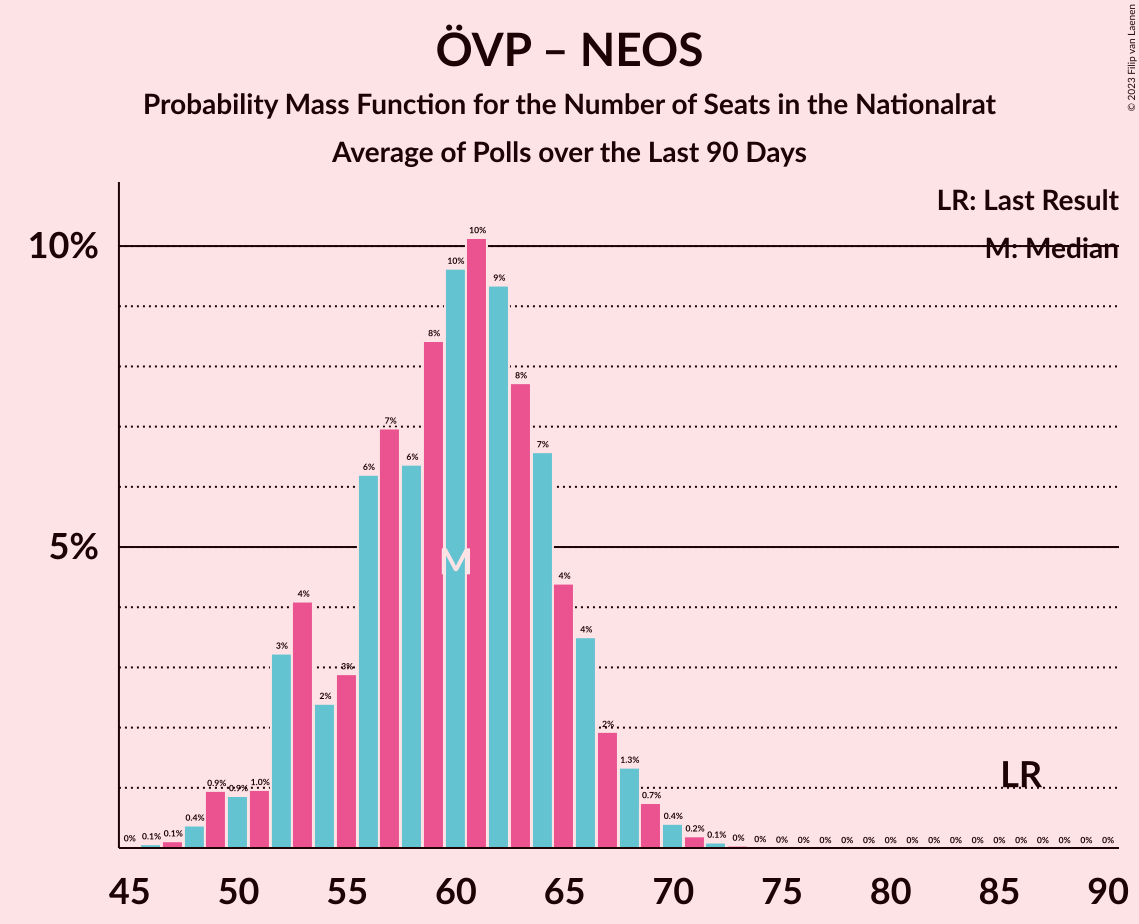 ÖVP – NEOS
Probability Mass Function for the Number of Seats in the Nationalrat
Average of Polls over the Last 90 Days
© 2023 Filip van Laenen
LR: Last Result
M: Median
10%
5%
0% 0.1% 0.1% 0.4% 0.9% 0.9% 1.0% 3% 4% 2% 3% 6% 7% 6% 8% 10% 10% 9% 8% 7% 4% 4% 2% 1.3% 0.7% 0.4% 0.2% 0.1% 0% 0% 0% 0% 0% 0% 0% 0% 0% 0% 0% 0% 0% 0% 0% 0% 0% 0%
M
LR
45 50 55 60 65 70 75 80 85 90